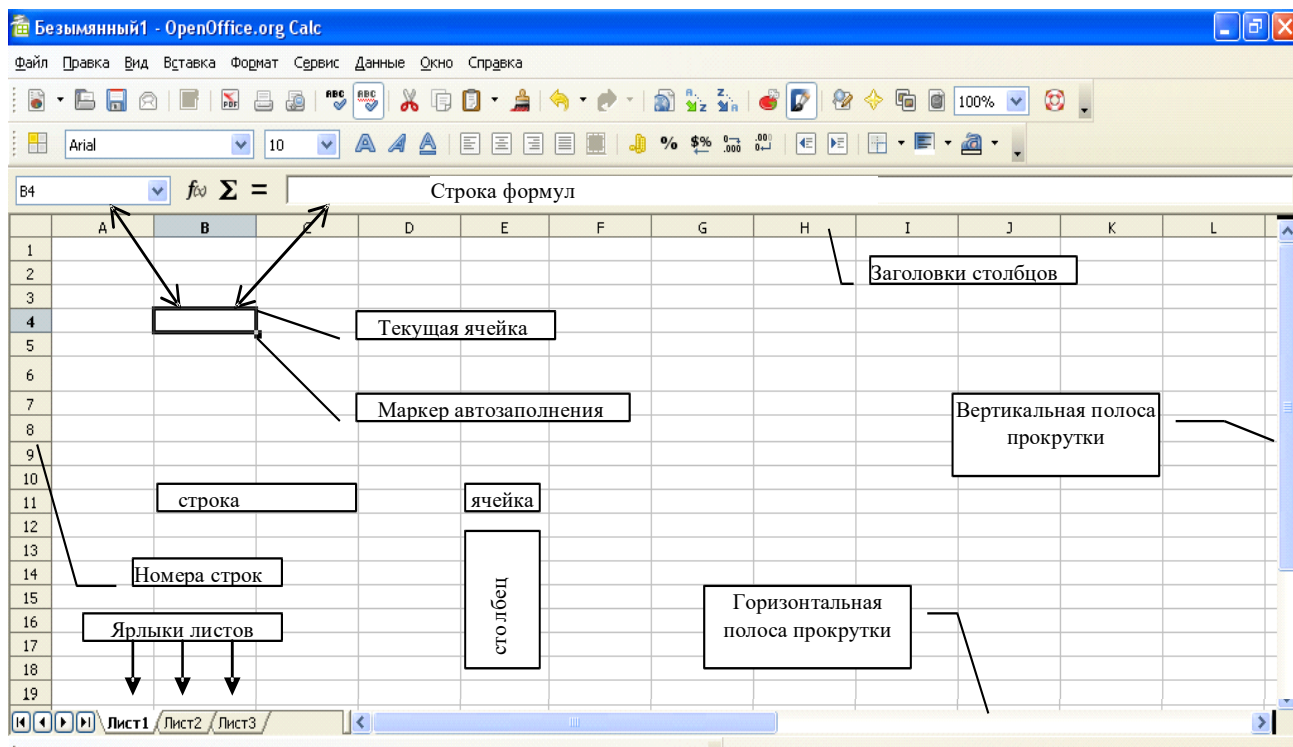 Безымянный1 - OpenOffice.org Calc
Файл Правка Вид Вставка Формат Сервис Данные Окно Справка
100%
Arial 10
B4 f(x) Σ = Строка формул
A B C D E F G H I J K L
1
2 Заголовки столбцов
3
4 Текущая ячейка
5
6
7 Маркер автозаполнения Вертикальная полоса
8 прокрутки
9
10
11 строка ячейка
12
13
14 Номера строк
15 столбец Горизонтальная
16 Ярлыки листов полоса прокрутки
17
18
19
Лист1 Лист2 Лист3